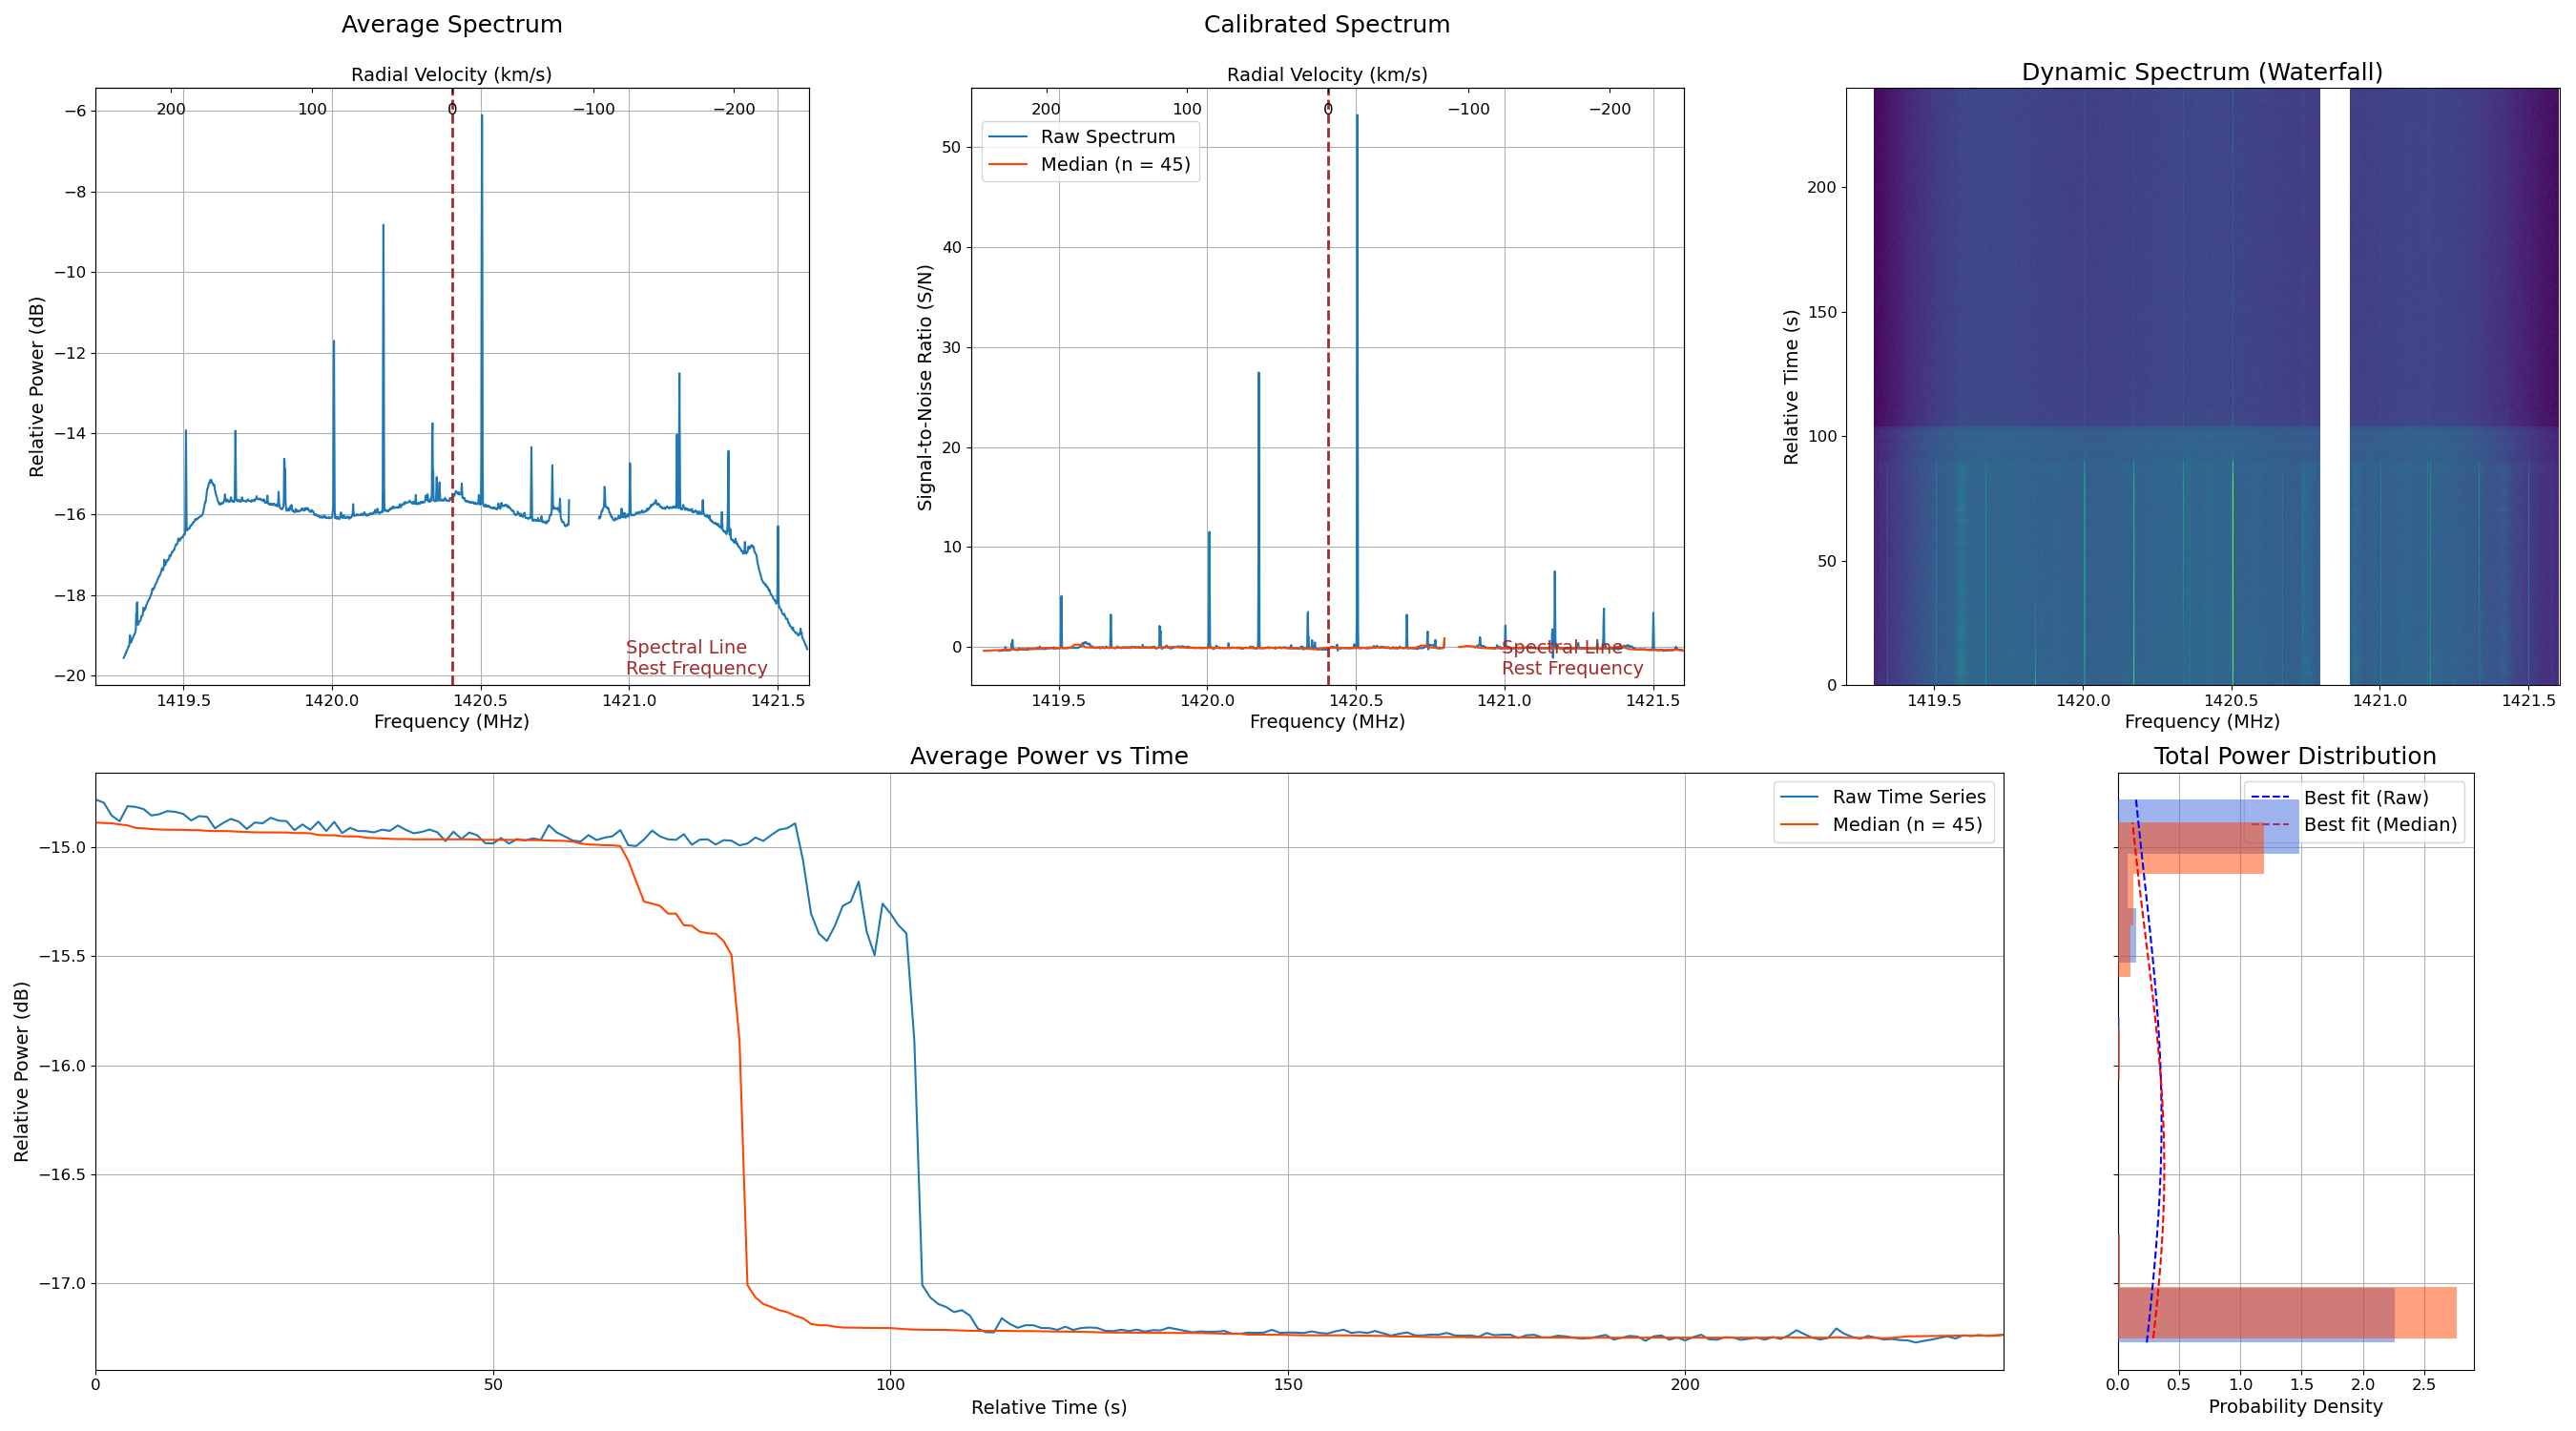 Average Spectrum
Radial Velocity (km/s)
200 100 0 −100 −200
−6
−8
−10
−12
−14
−16
−18
−20
Relative Power (dB)
Spectral Line
Rest Frequency
1419.5 1420.0 1420.5 1421.0 1421.5
Frequency (MHz)
Calibrated Spectrum
Radial Velocity (km/s)
200 100 0 −100 −200
Raw Spectrum
Median (n = 45)
50
40
30
20
10
0
Signal-to-Noise Ratio (S/N)
Spectral Line
Rest Frequency
1419.5 1420.0 1420.5 1421.0 1421.5
Frequency (MHz)
Dynamic Spectrum (Waterfall)
200
150
100
50
0
Relative Time (s)
1419.5 1420.0 1420.5 1421.0 1421.5
Frequency (MHz)
Average Power vs Time
Raw Time Series
Median (n = 45)
−15.0
−15.5
−16.0
−16.5
−17.0
Relative Power (dB)
0 50 100 150 200
Relative Time (s)
Total Power Distribution
Best fit (Raw)
Best fit (Median)
0.0 0.5 1.0 1.5 2.0 2.5
Probability Density